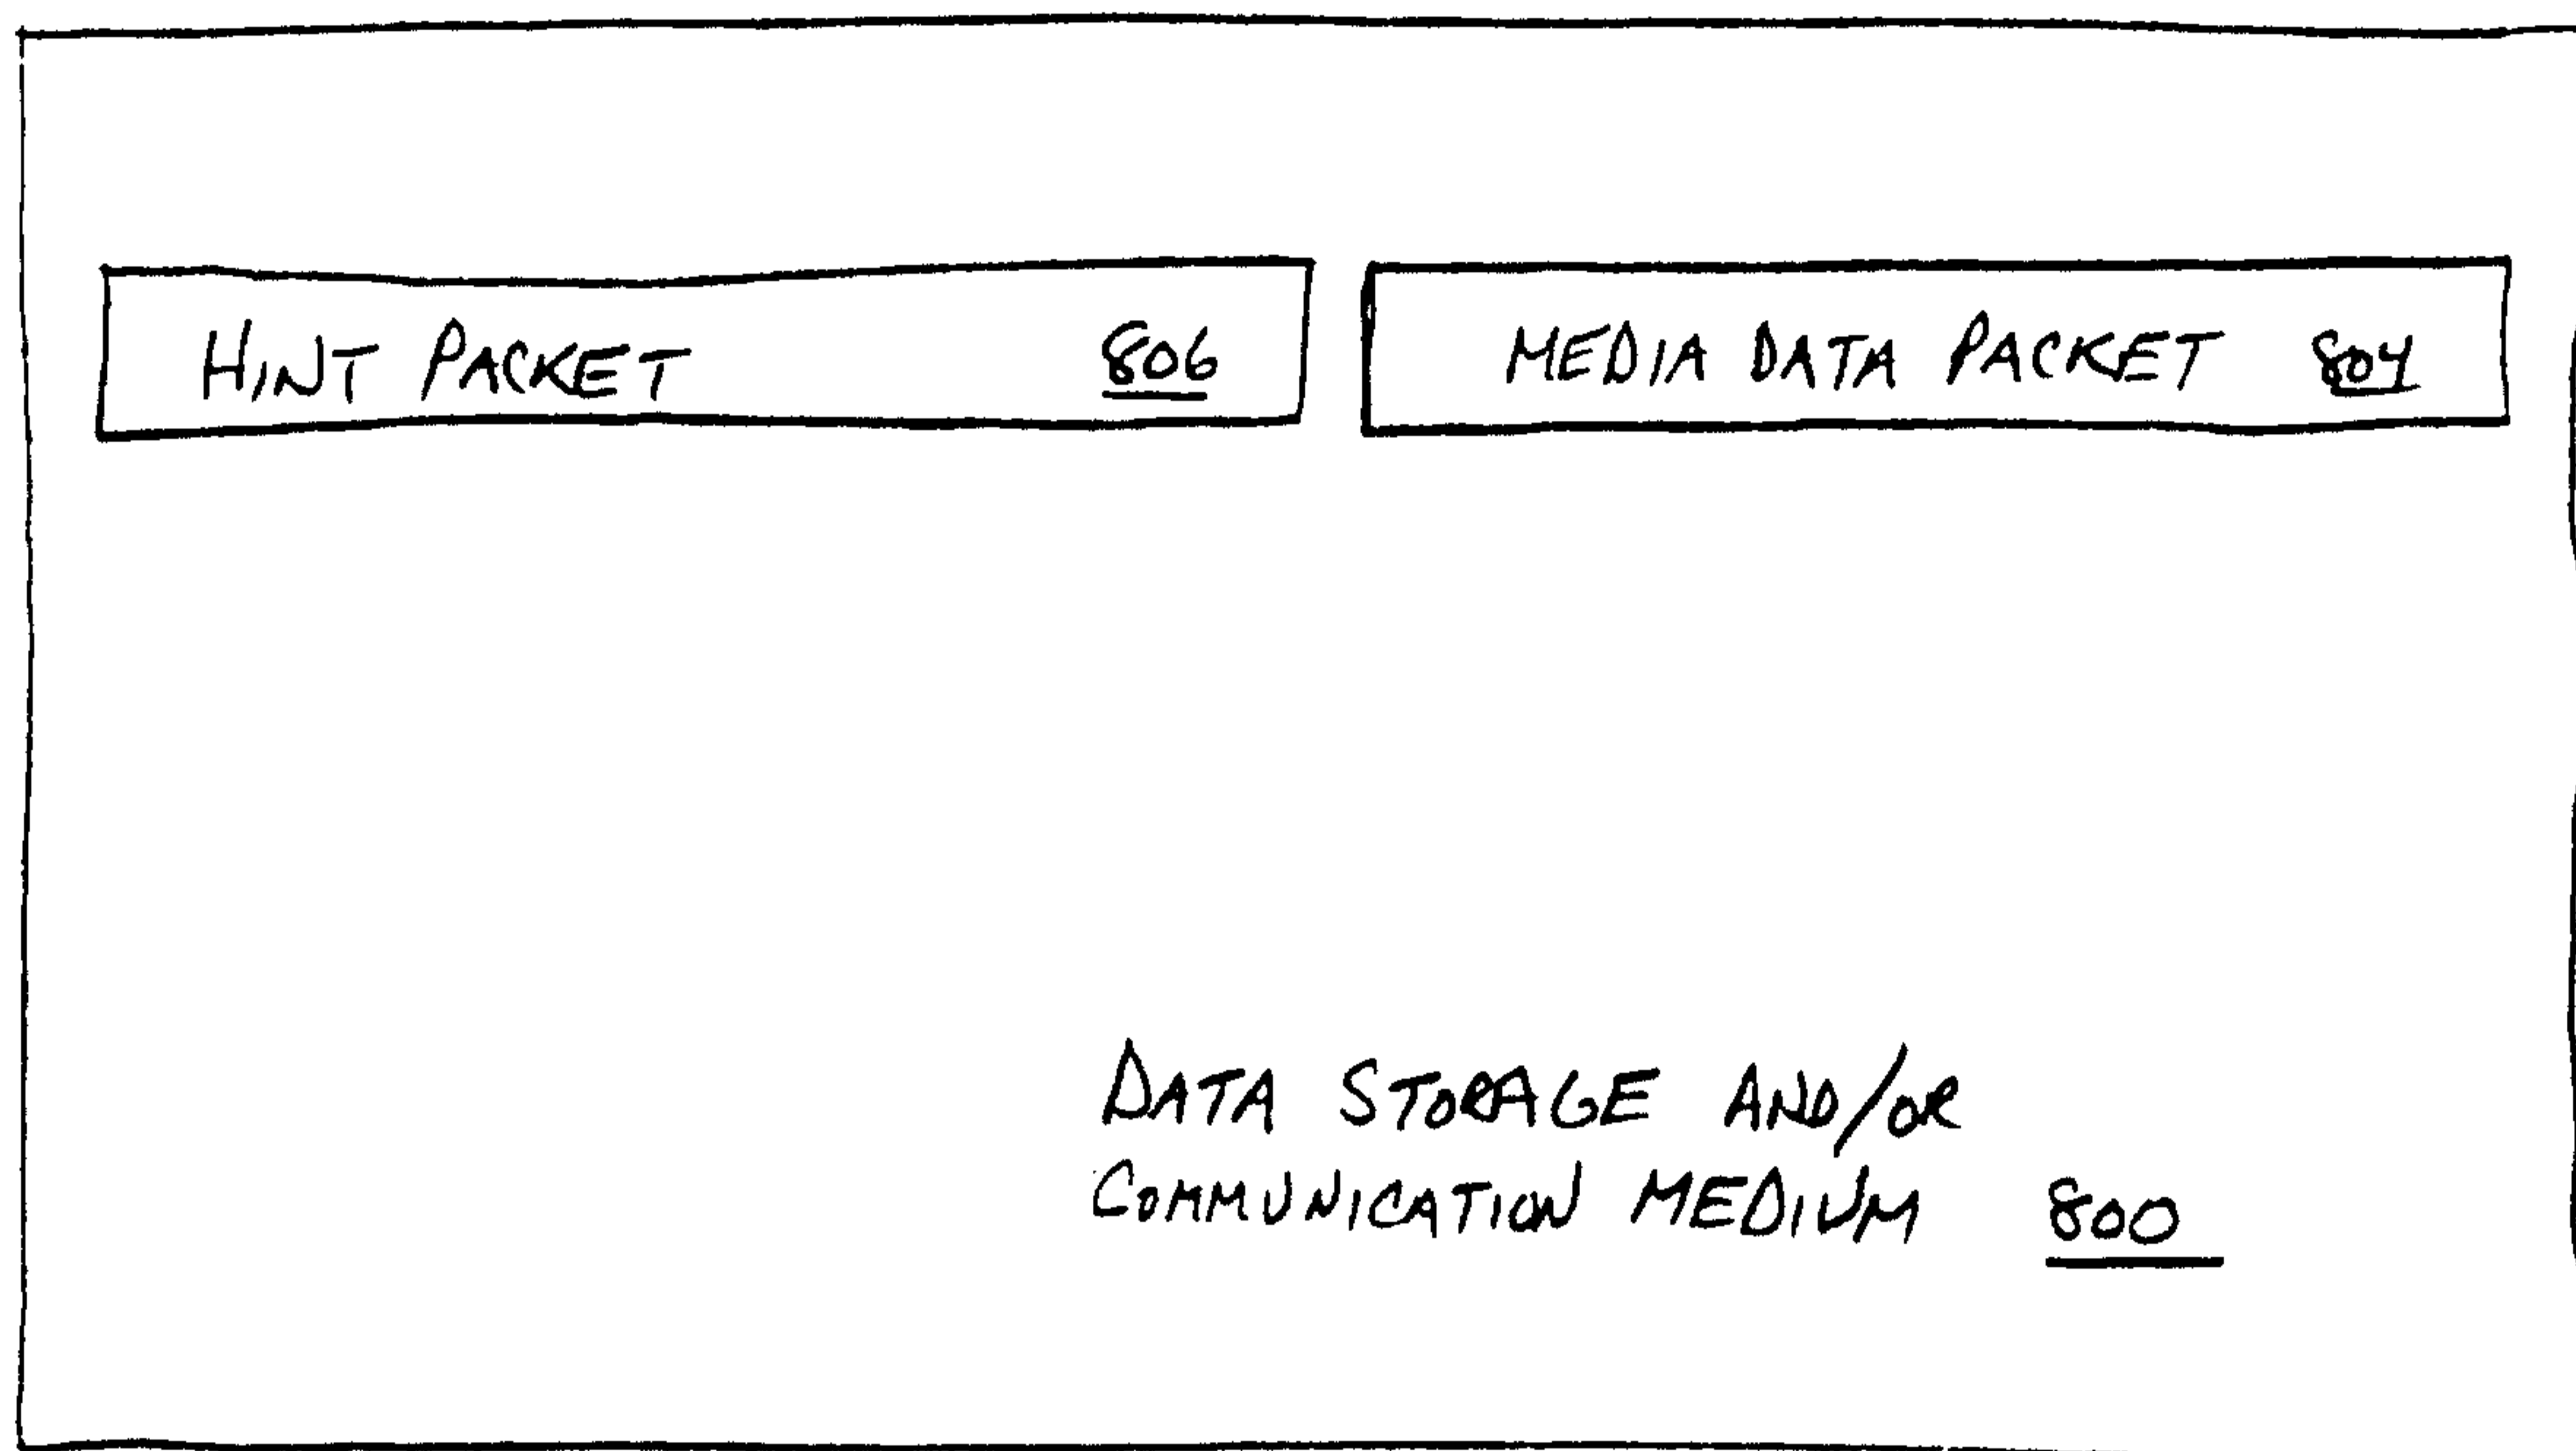 HINT PACKET 806
MEDIA DATA PACKET 804
DATA STORAGE AND/OR
COMMUNICATION MEDIUM 800